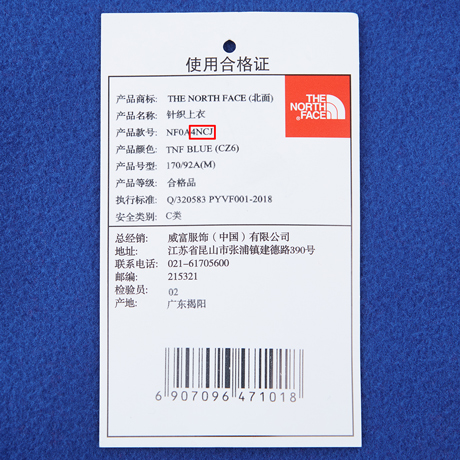 使用合格证
产品商标: THE NORTH FACE (北面)
THE
NORTH
FACE
产品名称: 针织上衣
产品款号: NF0A4NCJ
产品颜色: TNF BLUE (CZ6)
产品号型: 170/92A(M)
产品等级: 合格品
执行标准: Q/320583 PYVF001-2018
安全类别: C类
总经销: 威富服饰（中国）有限公司
地址: 江苏省昆山市张浦镇建德路390号
联系电话: 021-61705600
邮编: 215321
检验员: 02
产地: 广东揭阳
6 907096 471018